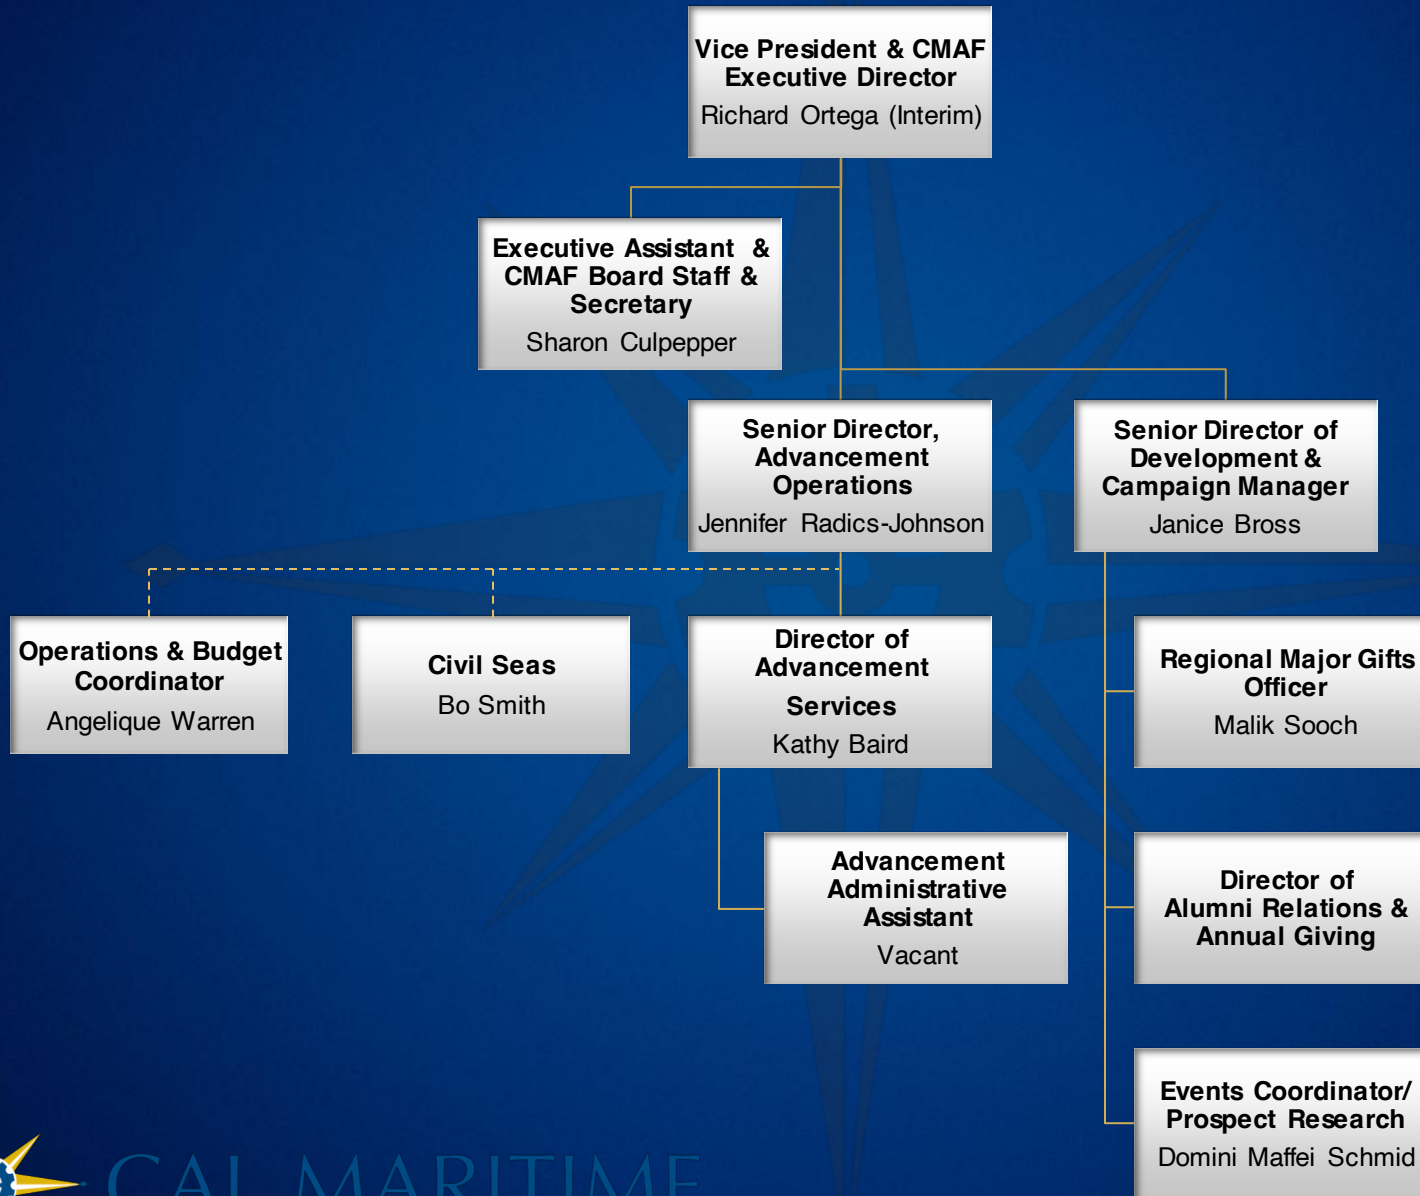 Vice President & CMAF
Executive Director
Richard Ortega (Interim)
Executive Assistant &
CMAF Board Staff &
Secretary
Sharon Culpepper
Senior Director,
Advancement
Operations
Jennifer Radics-Johnson
Senior Director of
Development &
Campaign Manager
Janice Bross
Operations & Budget
Coordinator
Angelique Warren
Civil Seas
Bo Smith
Director of
Advancement
Services
Kathy Baird
Regional Major Gifts
Officer
Malik Sooch
Advancement
Administrative
Assistant
Vacant
Director of
Alumni Relations &
Annual Giving
Events Coordinator/
Prospect Research
Domini Maffei Schmid
CAL MARITIME